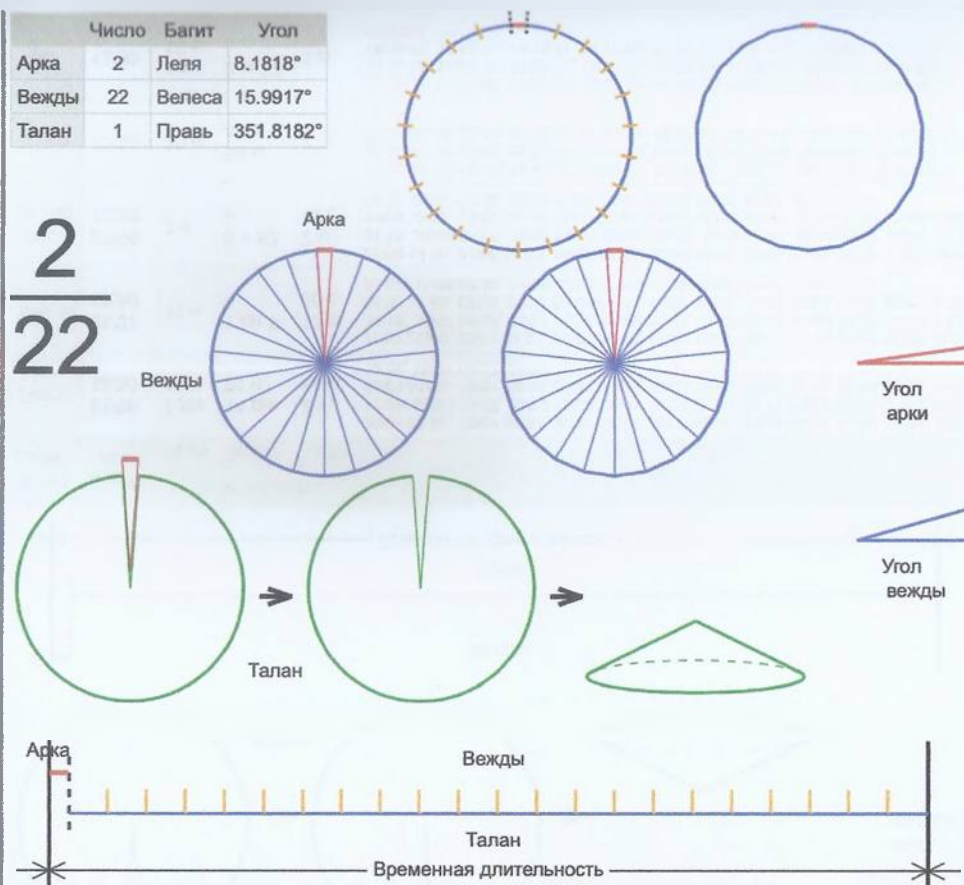 Число Багит Угол
Арка 2 Леля 8.1818°
Вежды 22 Велеса 15.9917°
Талан 1 Правь 351.8182°
2
22
Арка
Вежды
Угол
арки
Угол
вежды
Талан
Арка
Вежды
Талан
Временная длительность